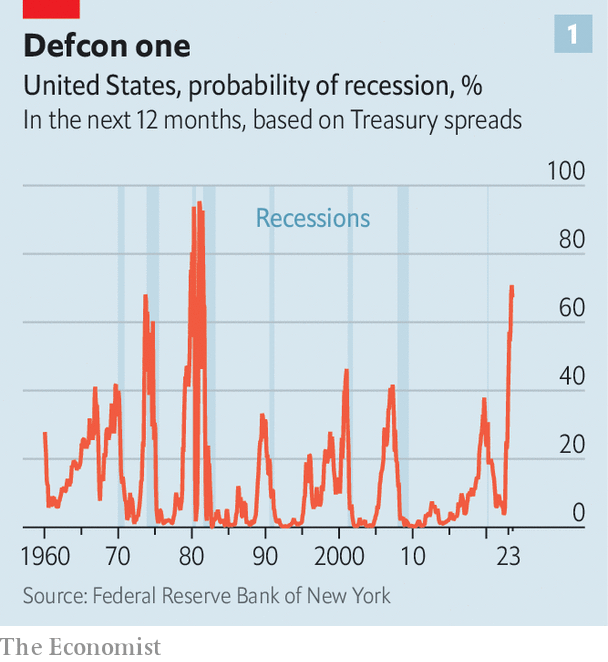 1
Defcon one
United States, probability of recession, %
In the next 12 months, based on Treasury spreads
100
Recessions
80
60
40
20
0
1960 70 80 90 2000 10 23
Source: Federal Reserve Bank of New York
The Economist